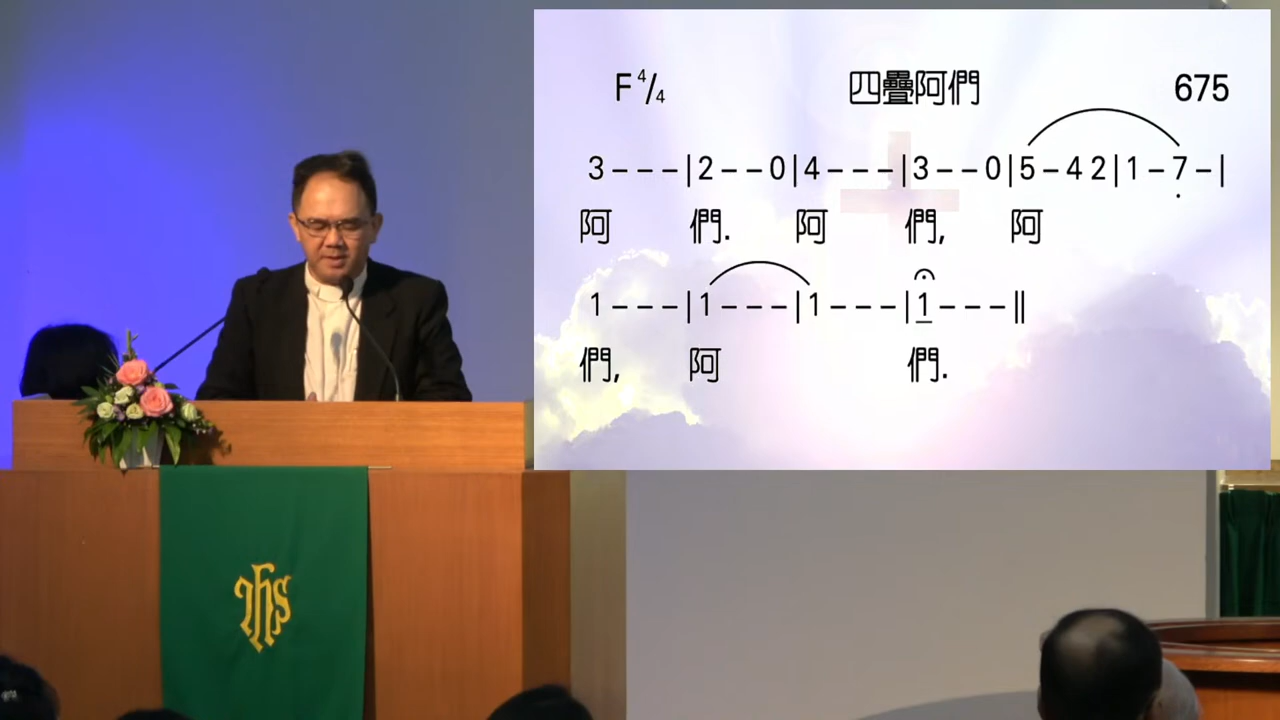 F 4/4 四疊阿們 675
3 – – – | 2 – – 0 | 4 – – – | 3 – – 0 | 5 – 4 2 | 1 – 7̣ – |
阿 們. 阿 們, 阿
1 – – – | 1 – – – | 1 – – – | 1 – – – ‖
們, 阿 們.
IHS